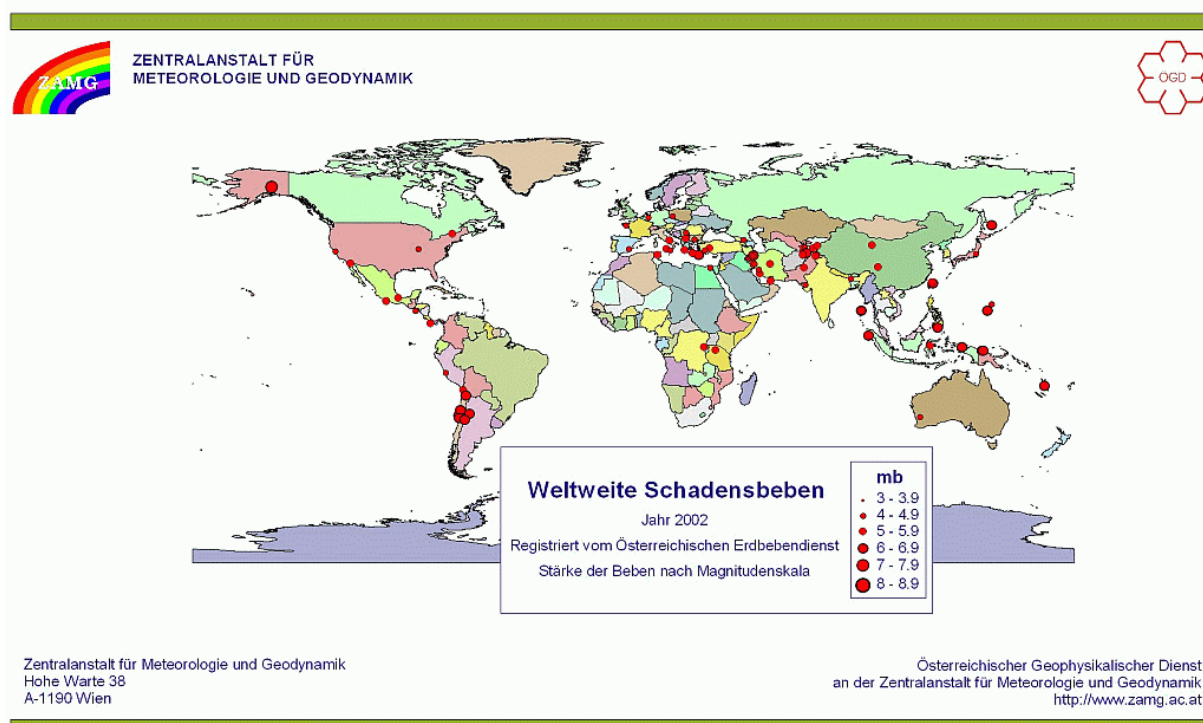 ZAMG
ZENTRALANSTALT FÜR
METEOROLOGIE UND GEODYNAMIK
ÖGD
Weltweite Schadensbeben
Jahr 2002
Registriert vom Österreichischen Erdbebendienst
Stärke der Beben nach Magnitudenskala
mb
3 - 3.9
4 - 4.9
5 - 5.9
6 - 6.9
7 - 7.9
8 - 8.9
Zentralanstalt für Meteorologie und Geodynamik
Hohe Warte 38
A-1190 Wien
Österreichischer Geophysikalischer Dienst
an der Zentralanstalt für Meteorologie und Geodynamik
http://www.zamg.ac.at